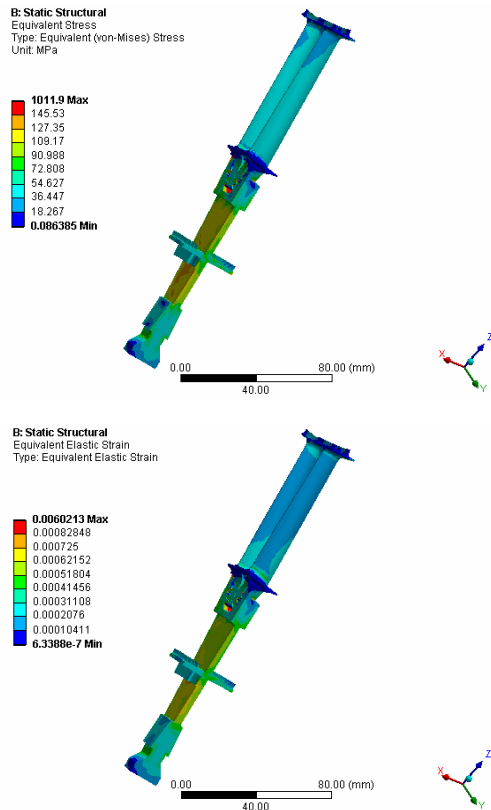 B: Static Structural
Equivalent Stress
Type: Equivalent (von-Mises) Stress
Unit: MPa
1011.9 Max
145.53
127.35
109.17
90.988
72.808
54.627
36.447
18.267
0.086385 Min
0.00
80.00 (mm)
40.00
X
Y
Z
B: Static Structural
Equivalent Elastic Strain
Type: Equivalent Elastic Strain
0.0060213 Max
0.00082848
0.000725
0.00062152
0.00051804
0.00041456
0.00031108
0.0002076
0.00010411
6.3388e-7 Min
0.00
80.00 (mm)
40.00
X
Y
Z